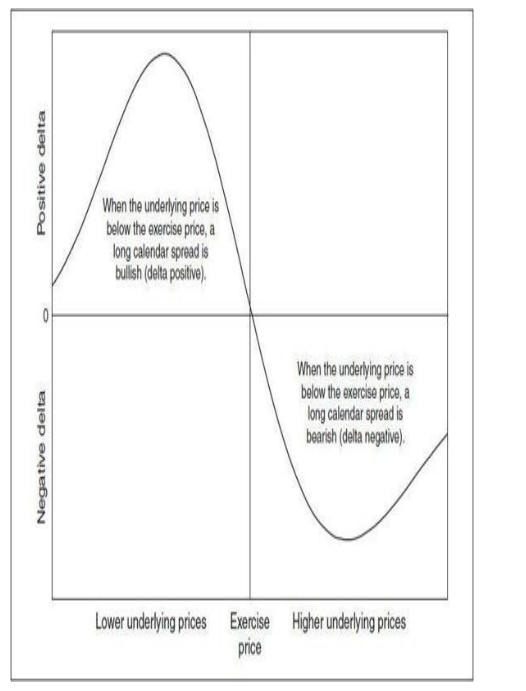 Positive delta
When the underlying price is
below the exercise price, a
long calendar spread is
bullish (delta positive).
0
When the underlying price is
below the exercise price, a
long calendar spread is
bearish (delta negative).
Negative delta
Lower underlying prices
Exercise
price
Higher underlying prices